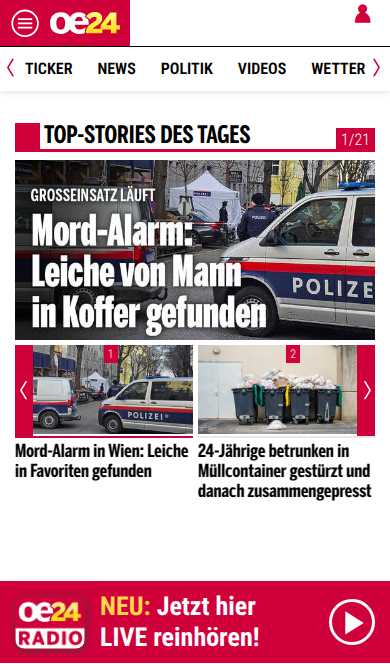 oe24
TICKER NEWS POLITIK VIDEOS WETTER
TOP-STORIES DES TAGES
1/21
GROSSEINSATZ LÄUFT
Mord-Alarm:
Leiche von Mann
in Koffer gefunden
POLIZEI
POLIZEI
1
POLIZEI
2
Mord-Alarm in Wien: Leiche
in Favoriten gefunden
24-Jährige betrunken in
Müllcontainer gestürzt und
danach zusammengepresst
oe24
RADIO
NEU: Jetzt hier
LIVE reinhören!